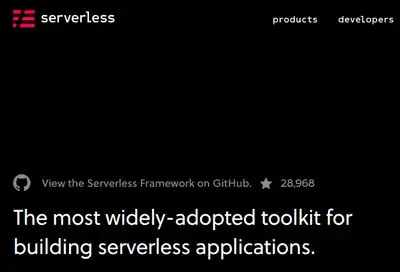 serverless products developers
View the Serverless Framework on GitHub. 28,968
The most widely-adopted toolkit for
building serverless applications.